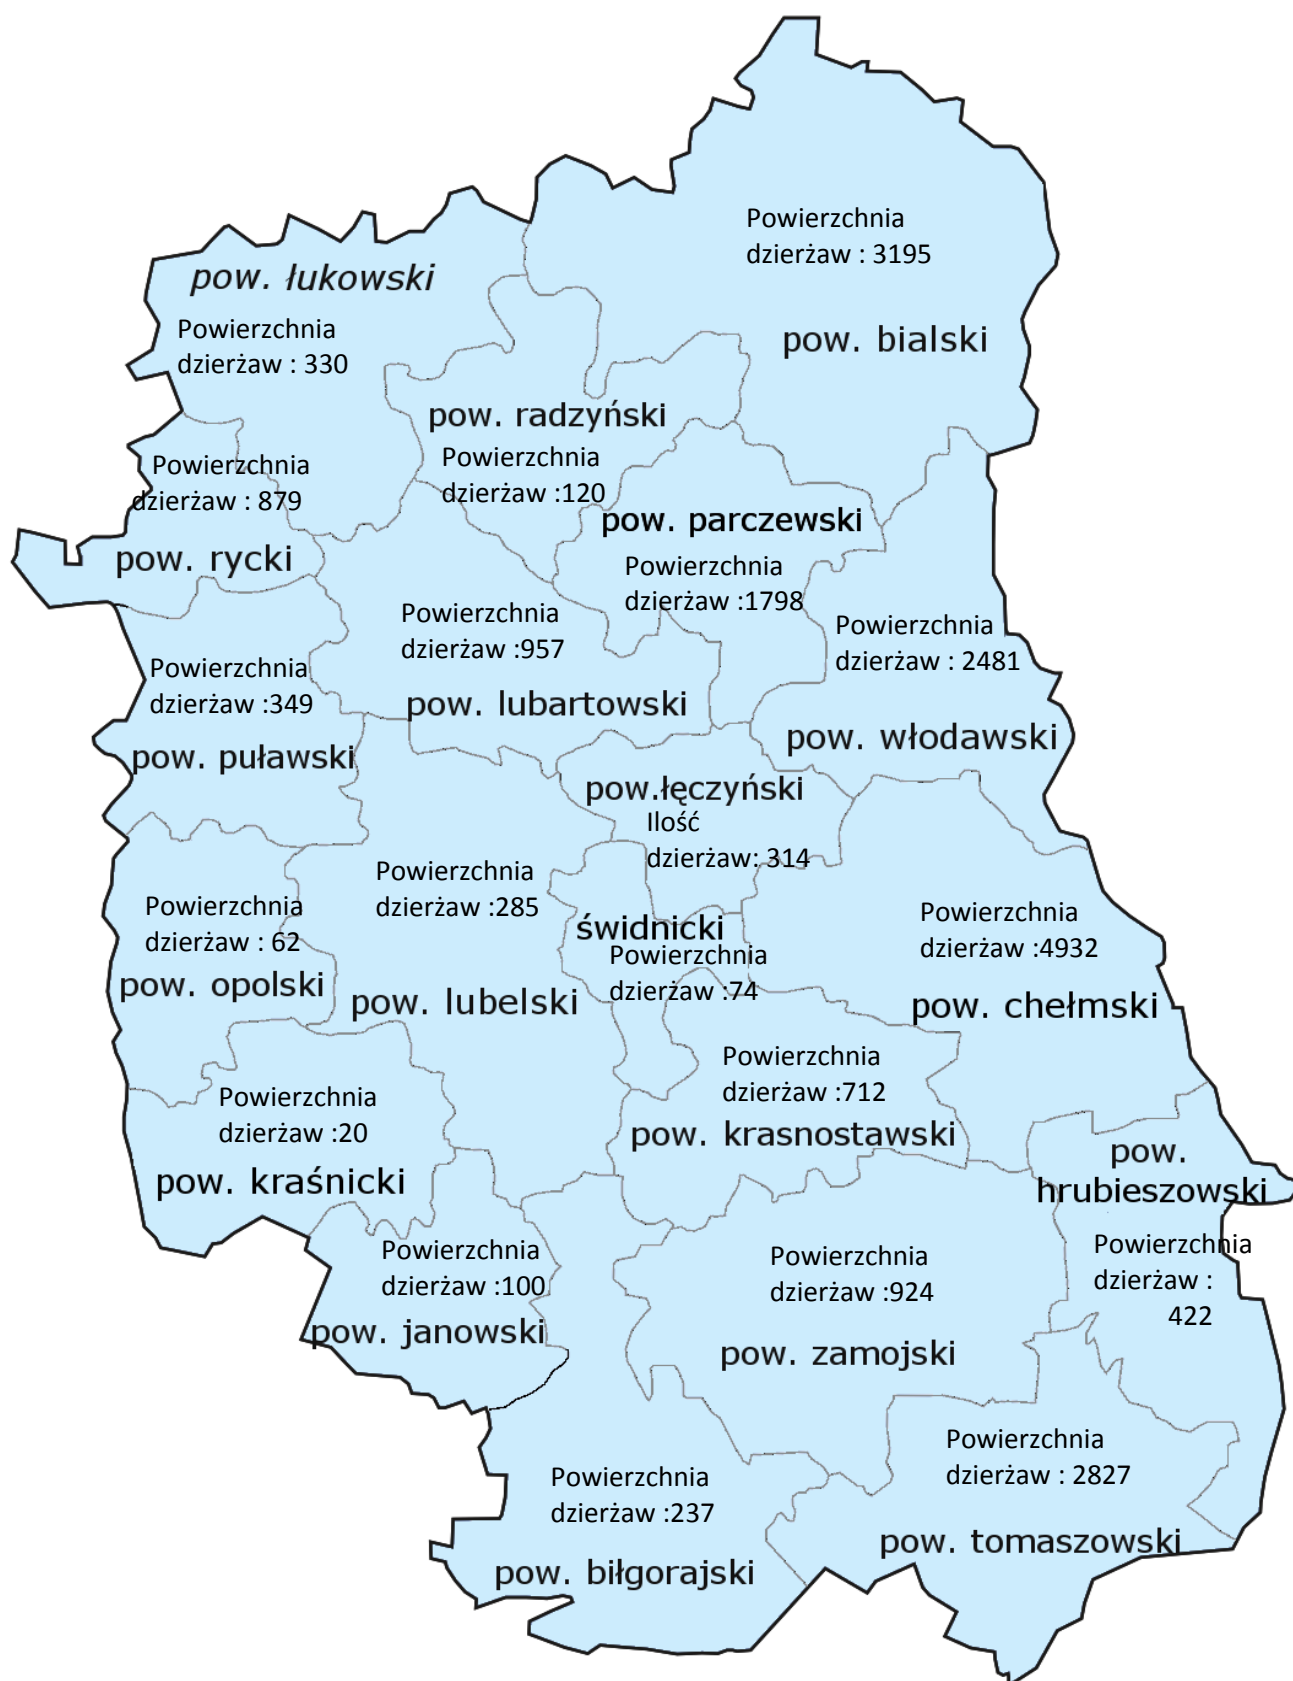 Powierzchnia
dzierżaw : 3195
pow. bialski
pow. łukowski
Powierzchnia
dzierżaw : 330
pow. radzyński
Powierzchnia
dzierżaw :120
Powierzchnia
dzierżaw : 879
pow. rycki
pow. parczewski
Powierzchnia
dzierżaw :1798
Powierzchnia
dzierżaw :957
pow. lubartowski
Powierzchnia
dzierżaw : 2481
pow. włodawski
Powierzchnia
dzierżaw :349
pow. puławski
pow.łęczyński
Ilość
dzierżaw: 314
Powierzchnia
dzierżaw :285
pow. lubelski
Powierzchnia
dzierżaw : 62
pow. opolski
świdnicki
Powierzchnia
dzierżaw :74
Powierzchnia
dzierżaw :4932
pow. chełmski
Powierzchnia
dzierżaw :712
pow. krasnostawski
Powierzchnia
dzierżaw :20
pow. kraśnicki
pow.
hrubieszowski
Powierzchnia
dzierżaw :
422
Powierzchnia
dzierżaw :100
pow. janowski
Powierzchnia
dzierżaw :924
pow. zamojski
Powierzchnia
dzierżaw : 2827
pow. tomaszowski
Powierzchnia
dzierżaw :237
pow. biłgorajski